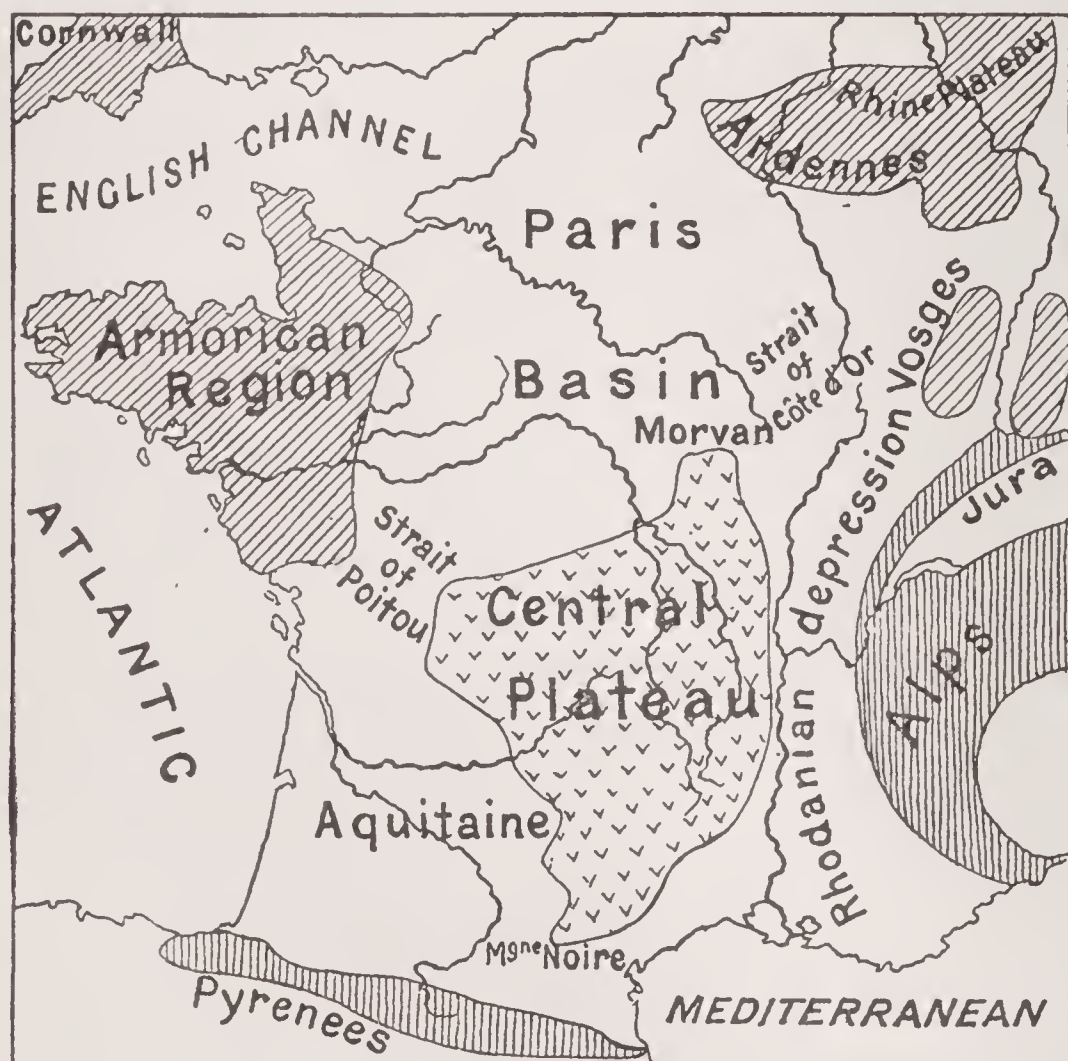 Cornwall
ENGLISH CHANNEL
Rhine Plateau
Ardennes
Paris
Basin
Armorican
Region
Strait
of
Côte d'Or
Morvan
Vosges
Jura
ATLANTIC
Strait
of
Poitou
Central
Plateau
Rhodanian depression
Alps
Aquitaine
Mgne Noire
Pyrenees
MEDITERRANEAN